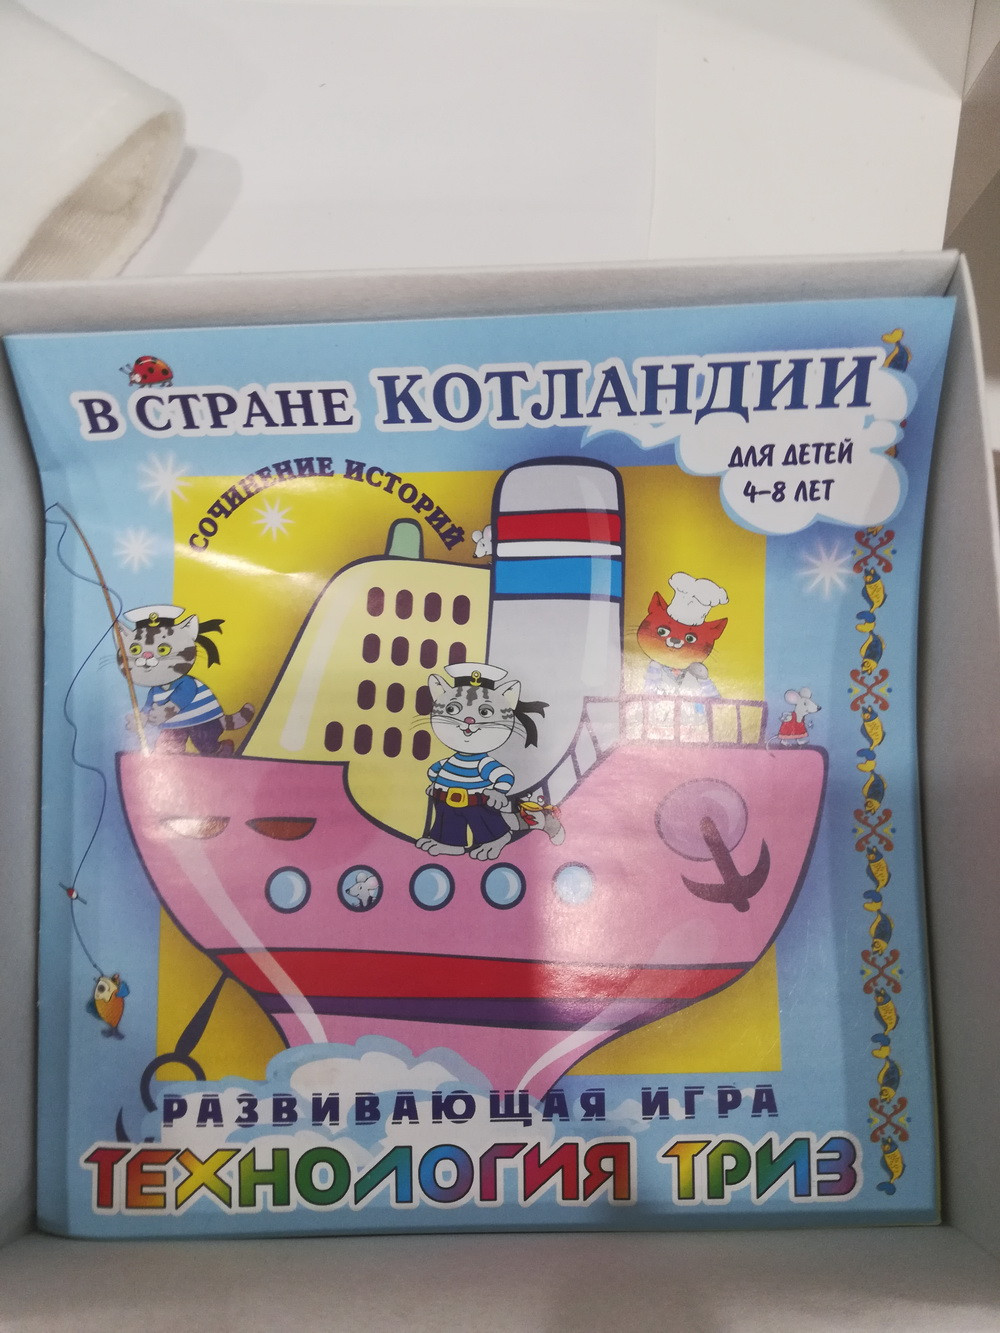 В СТРАНЕ КОТЛАНДИИ
ДЛЯ ДЕТЕЙ
4-8 ЛЕТ
СОЧИНЕНИЕ ИСТОРИЙ
РАЗВИВАЮЩАЯ ИГРА
ТЕХНОЛОГИЯ ТРИЗ